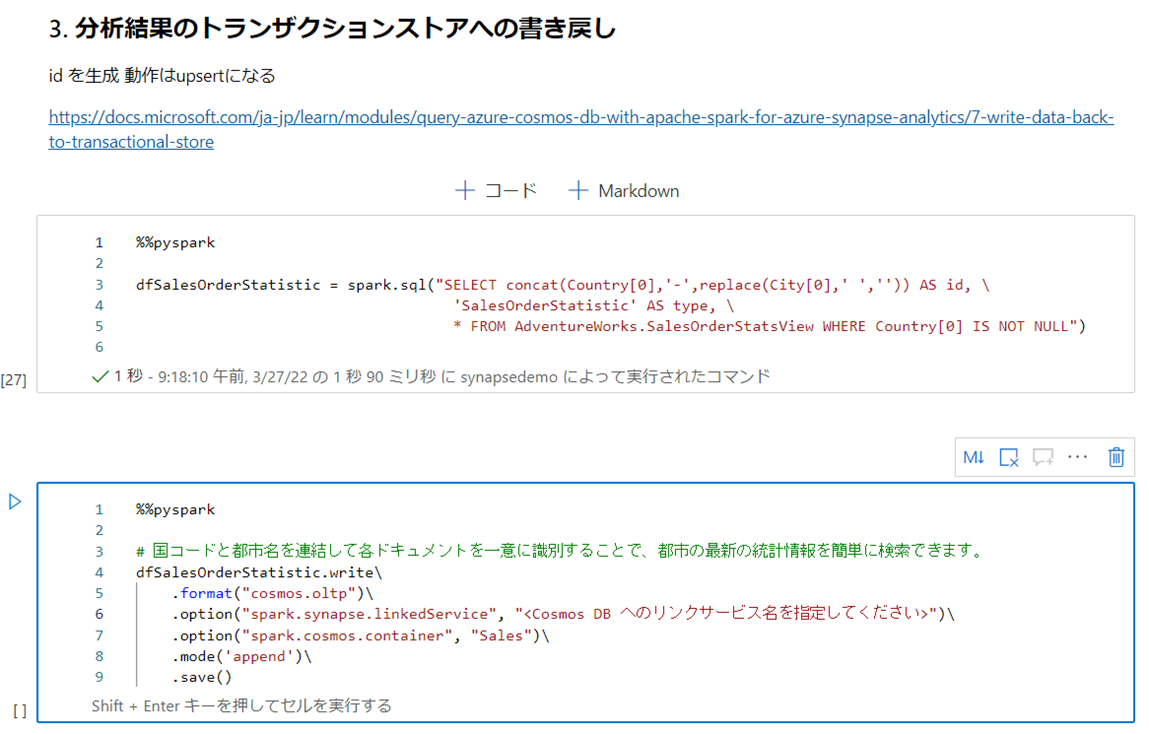 3. 分析結果のトランザクションストアへの書き戻し
id を生成 動作はupsertになる
https://docs.microsoft.com/ja-jp/learn/modules/query-azure-cosmos-db-with-apache-spark-for-azure-synapse-analytics/7-write-data-back-
to-transactional-store
+ コード + Markdown
1 %%pyspark
2
3 dfSalesOrderStatistic = spark.sql("SELECT concat(Country[0],'-',replace(City[0],' ','')) AS id, \
4 'SalesOrderStatistic' AS type, \
5 * FROM AdventureWorks.SalesOrderStatsView WHERE Country[0] IS NOT NULL")
6
[27] ✓ 1 秒 - 9:18:10 午前, 3/27/22 の 1 秒 90 ミリ秒 に synapsedemo によって実行されたコマンド
M↓ ···
1 %%pyspark
2
3 # 国コードと都市名を連結して各ドキュメントを一意に識別することで、都市の最新の統計情報を簡単に検索できます。
4 dfSalesOrderStatistic.write\
5 .format("cosmos.oltp")\
6 .option("spark.synapse.linkedService", "<Cosmos DB へのリンクサービス名を指定してください>")\
7 .option("spark.cosmos.container", "Sales")\
8 .mode('append')\
9 .save()
[ ] Shift + Enter キーを押してセルを実行する